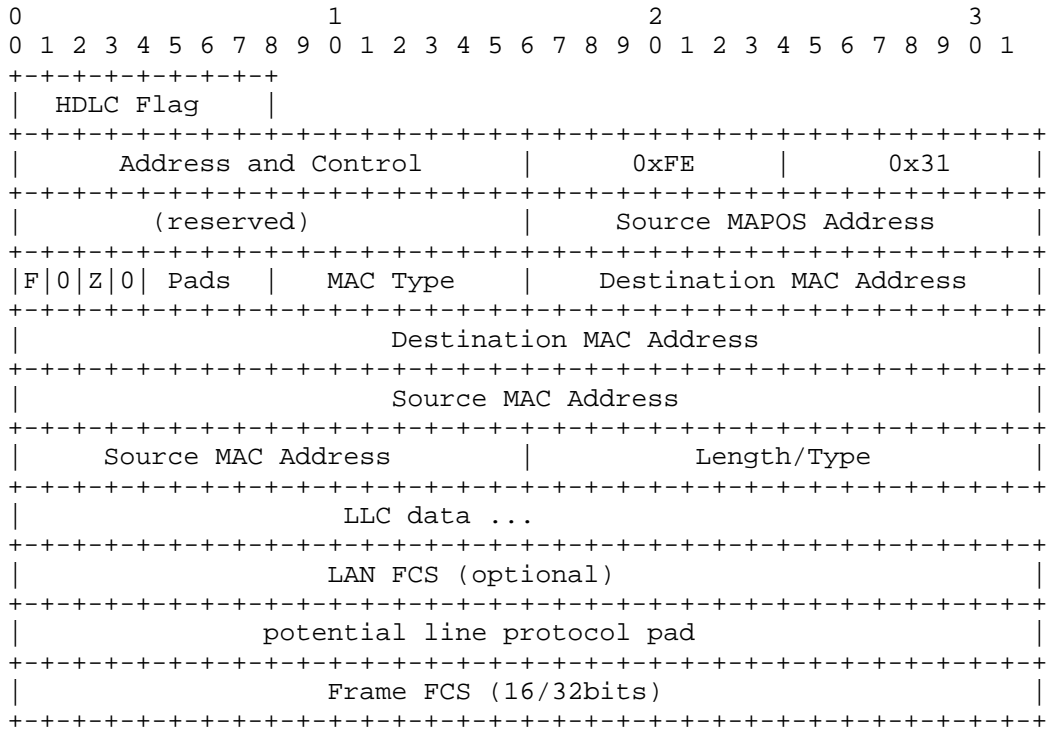 0                   1                   2                   3
0 1 2 3 4 5 6 7 8 9 0 1 2 3 4 5 6 7 8 9 0 1 2 3 4 5 6 7 8 9 0 1
+-+-+-+-+-+-+-+-+
|   HDLC Flag    |
+-+-+-+-+-+-+-+-+-+-+-+-+-+-+-+-+-+-+-+-+-+-+-+-+-+-+-+-+-+-+-+-+
|      Address and Control      |      0xFE     |      0x31     |
+-+-+-+-+-+-+-+-+-+-+-+-+-+-+-+-+-+-+-+-+-+-+-+-+-+-+-+-+-+-+-+-+
|        (reserved)             |     Source MAPOS Address      |
+-+-+-+-+-+-+-+-+-+-+-+-+-+-+-+-+-+-+-+-+-+-+-+-+-+-+-+-+-+-+-+-+
|F|0|Z|0| Pads  |   MAC Type    |    Destination MAC Address    |
+-+-+-+-+-+-+-+-+-+-+-+-+-+-+-+-+-+-+-+-+-+-+-+-+-+-+-+-+-+-+-+-+
|                       Destination MAC Address                 |
+-+-+-+-+-+-+-+-+-+-+-+-+-+-+-+-+-+-+-+-+-+-+-+-+-+-+-+-+-+-+-+-+
|                       Source MAC Address                      |
+-+-+-+-+-+-+-+-+-+-+-+-+-+-+-+-+-+-+-+-+-+-+-+-+-+-+-+-+-+-+-+-+
|     Source MAC Address        |          Length/Type          |
+-+-+-+-+-+-+-+-+-+-+-+-+-+-+-+-+-+-+-+-+-+-+-+-+-+-+-+-+-+-+-+-+
|                    LLC data ...
+-+-+-+-+-+-+-+-+-+-+-+-+-+-+-+-+-+-+-+-+-+-+-+-+-+-+-+-+-+-+-+-+
|                   LAN FCS (optional)                          |
+-+-+-+-+-+-+-+-+-+-+-+-+-+-+-+-+-+-+-+-+-+-+-+-+-+-+-+-+-+-+-+-+
|               potential line protocol pad                     |
+-+-+-+-+-+-+-+-+-+-+-+-+-+-+-+-+-+-+-+-+-+-+-+-+-+-+-+-+-+-+-+-+
|                   Frame FCS (16/32bits)                       |
+-+-+-+-+-+-+-+-+-+-+-+-+-+-+-+-+-+-+-+-+-+-+-+-+-+-+-+-+-+-+-+-+